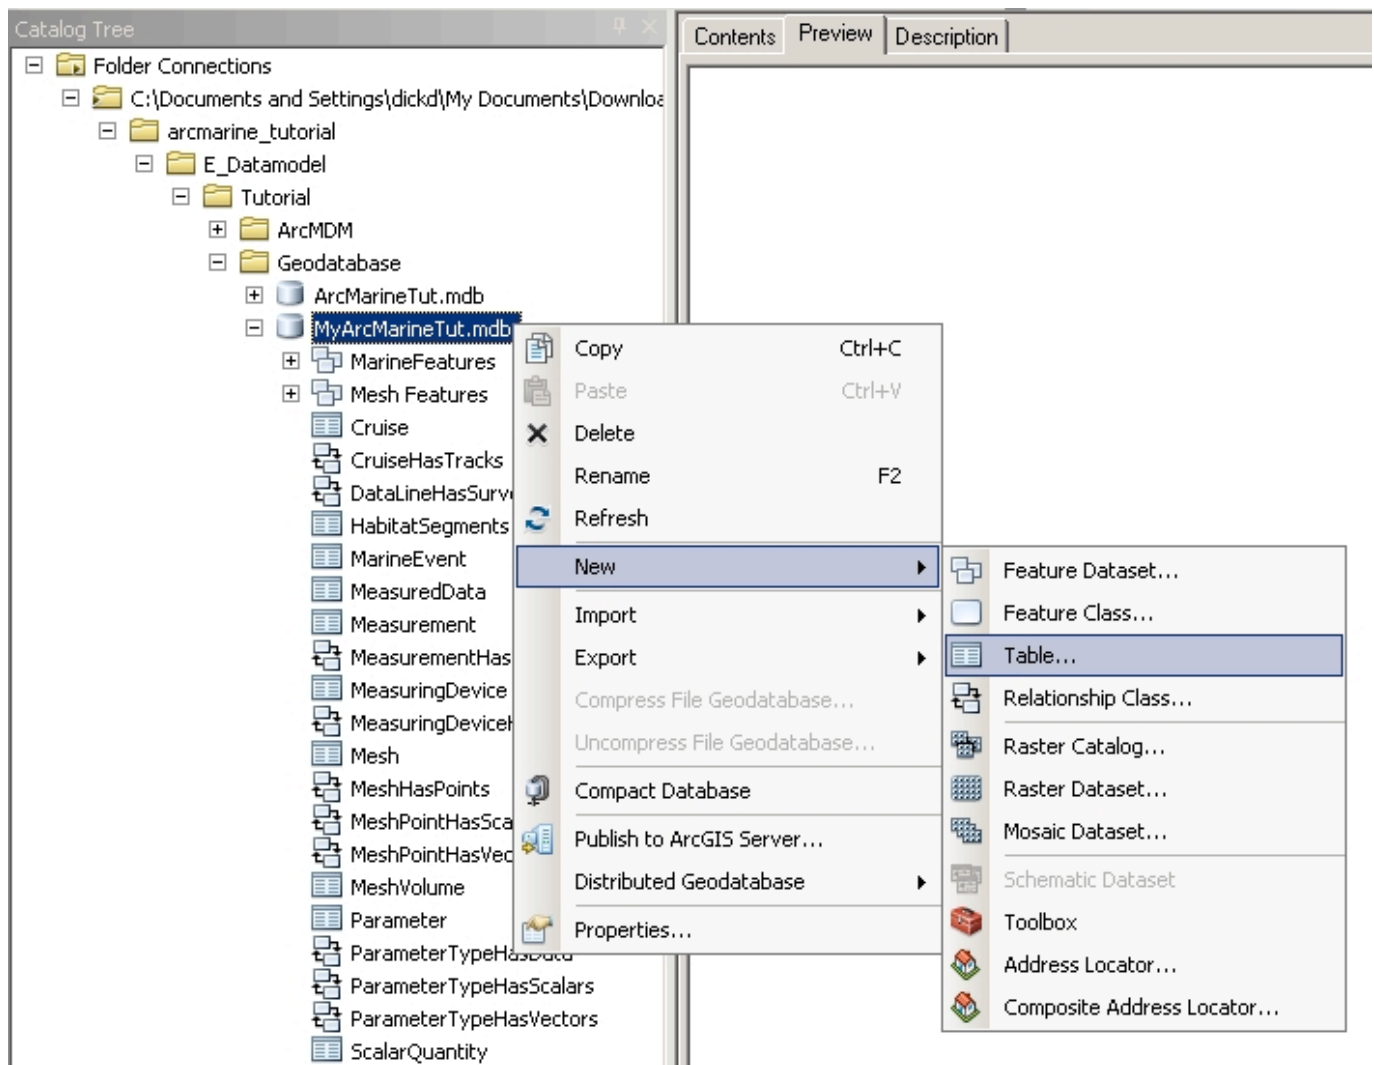 Catalog Tree
Folder Connections
C:\Documents and Settings\dickd\My Documents\Downloa
arcmarine_tutorial
E_Datamodel
Tutorial
ArcMDM
Geodatabase
ArcMarineTut.mdb
MyArcMarineTut.mdb
MarineFeatures
Mesh Features
Cruise
CruiseHasTracks
DataLineHasSurve
HabitatSegments
MarineEvent
MeasuredData
Measurement
MeasurementHas
MeasuringDevice
MeasuringDeviceH
Mesh
MeshHasPoints
MeshPointHasSca
MeshPointHasVec
MeshVolume
Parameter
ParameterTypeHasData
ParameterTypeHasScalars
ParameterTypeHasVectors
ScalarQuantity
Contents Preview Description
Copy Ctrl+C
Paste Ctrl+V
Delete
Rename F2
Refresh
New
Import
Export
Compress File Geodatabase...
Uncompress File Geodatabase...
Compact Database
Publish to ArcGIS Server...
Distributed Geodatabase
Properties...
Feature Dataset...
Feature Class...
Table...
Relationship Class...
Raster Catalog...
Raster Dataset...
Mosaic Dataset...
Schematic Dataset
Toolbox
Address Locator...
Composite Address Locator...